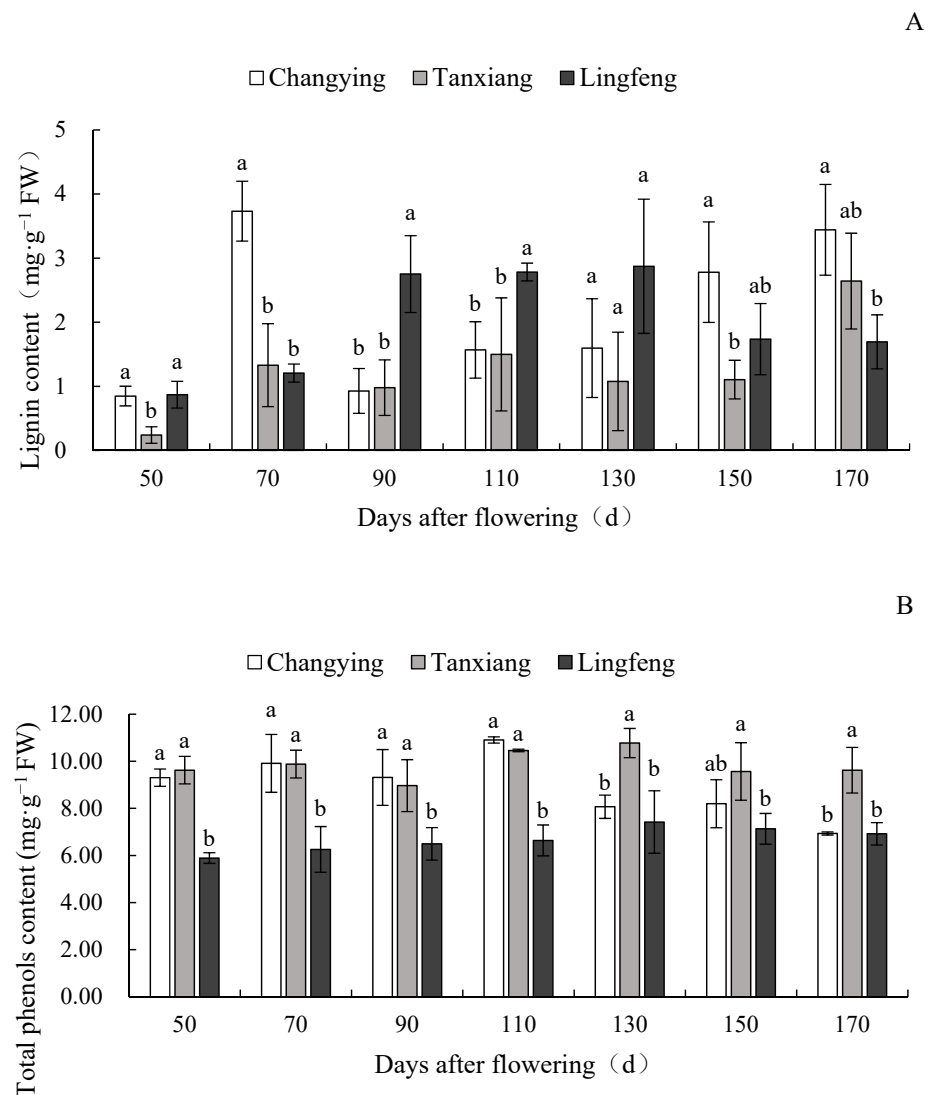 A
Changying Tanxiang Lingfeng
Lignin content（mg·g⁻¹ FW）
5
4
3
2
1
0
a b a
a b b
b b a
b b a
a a a
a b ab
a ab b
50 70 90 110 130 150 170
Days after flowering（d）
B
Changying Tanxiang Lingfeng
Total phenols content (mg·g⁻¹ FW)
12.00
10.00
8.00
6.00
4.00
2.00
0.00
a a b
a a b
a a b
a a b
b a b
ab a b
b a b
50 70 90 110 130 150 170
Days after flowering（d）